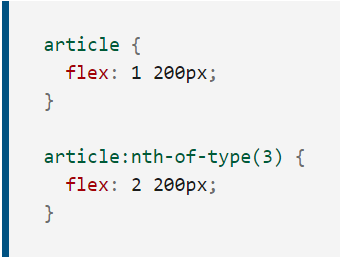 article {
  flex: 1 200px;
}

article:nth-of-type(3) {
  flex: 2 200px;
}